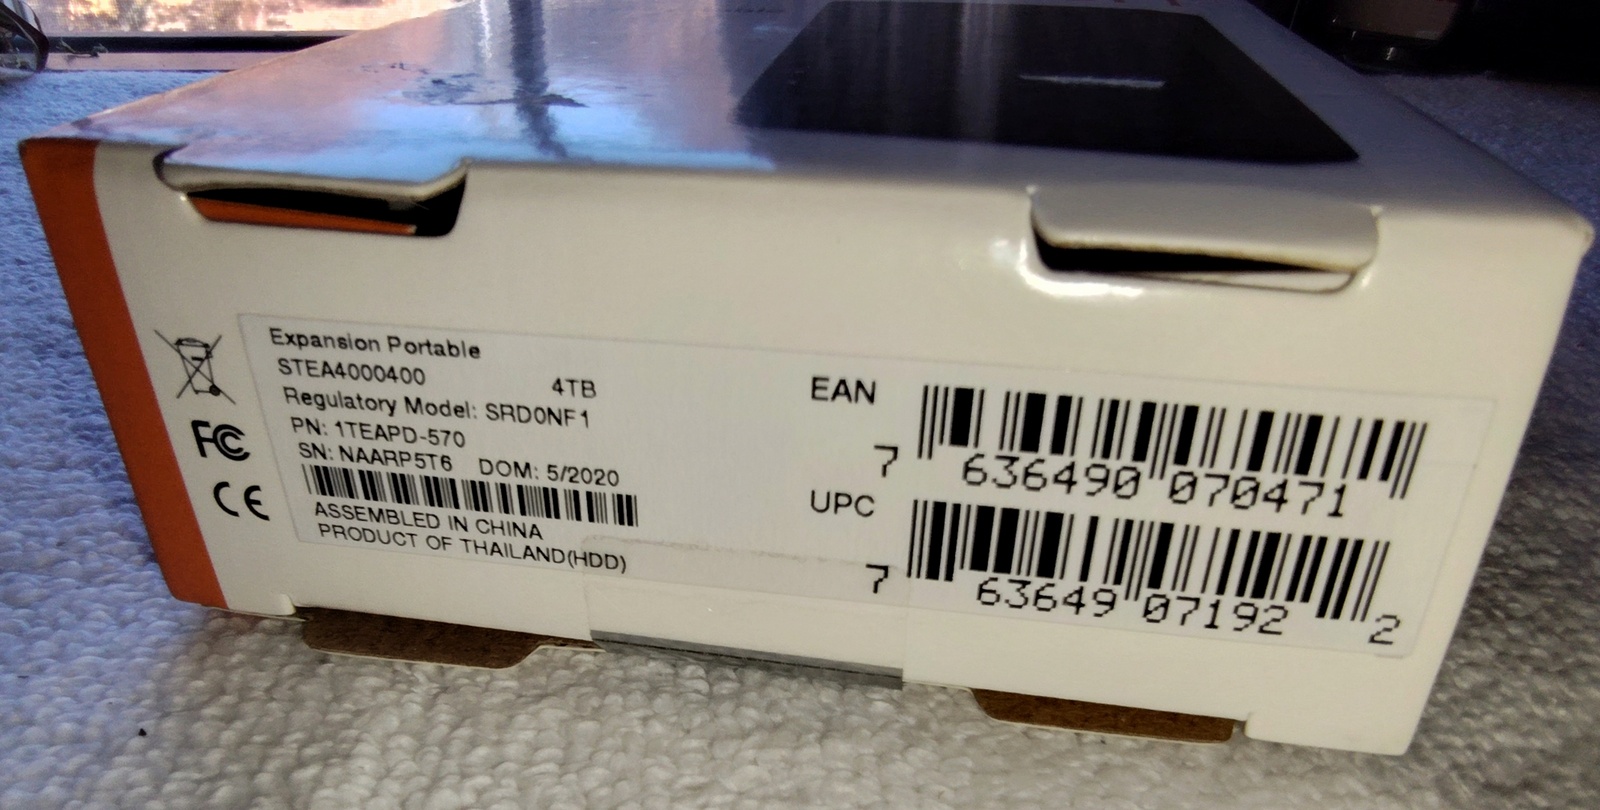 Expansion Portable
STEA4000400 4TB
Regulatory Model: SRD0NF1
PN: 1TEAPD-570
SN: NAARP5T6 DOM: 5/2020
ASSEMBLED IN CHINA
PRODUCT OF THAILAND(HDD)
FC
CE
EAN
7 636490 070471
UPC
7 63649 07192 2